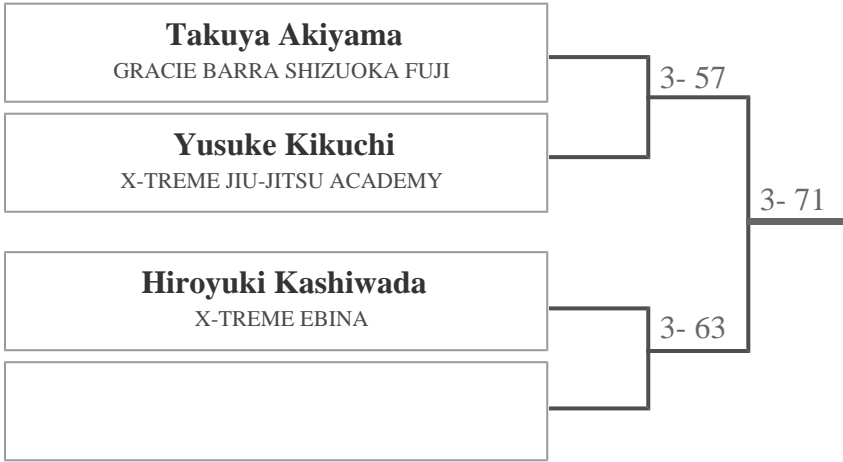 Takuya Akiyama
GRACIE BARRA SHIZUOKA FUJI
3- 57
Yusuke Kikuchi
X-TREME JIU-JITSU ACADEMY
3- 71
Hiroyuki Kashiwada
X-TREME EBINA
3- 63